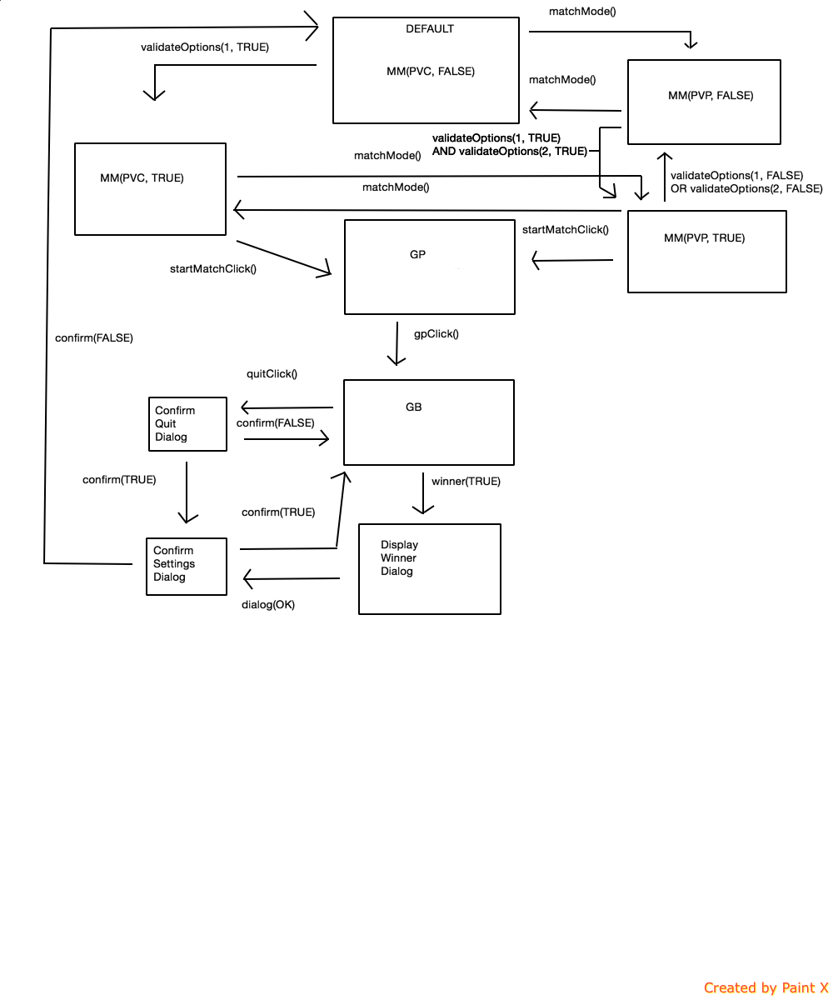 matchMode()
DEFAULT
validateOptions(1, TRUE)
MM(PVC, FALSE)
matchMode()
MM(PVP, FALSE)
validateOptions(1, TRUE)
AND validateOptions(2, TRUE)
matchMode()
MM(PVC, TRUE)
matchMode()
validateOptions(1, FALSE)
OR validateOptions(2, FALSE)
startMatchClick()
MM(PVP, TRUE)
GP
startMatchClick()
confirm(FALSE)
gpClick()
quitClick()
GB
Confirm
Quit
Dialog
confirm(FALSE)
confirm(TRUE)
winner(TRUE)
confirm(TRUE)
Display
Winner
Dialog
Confirm
Settings
Dialog
dialog(OK)
Created by Paint X